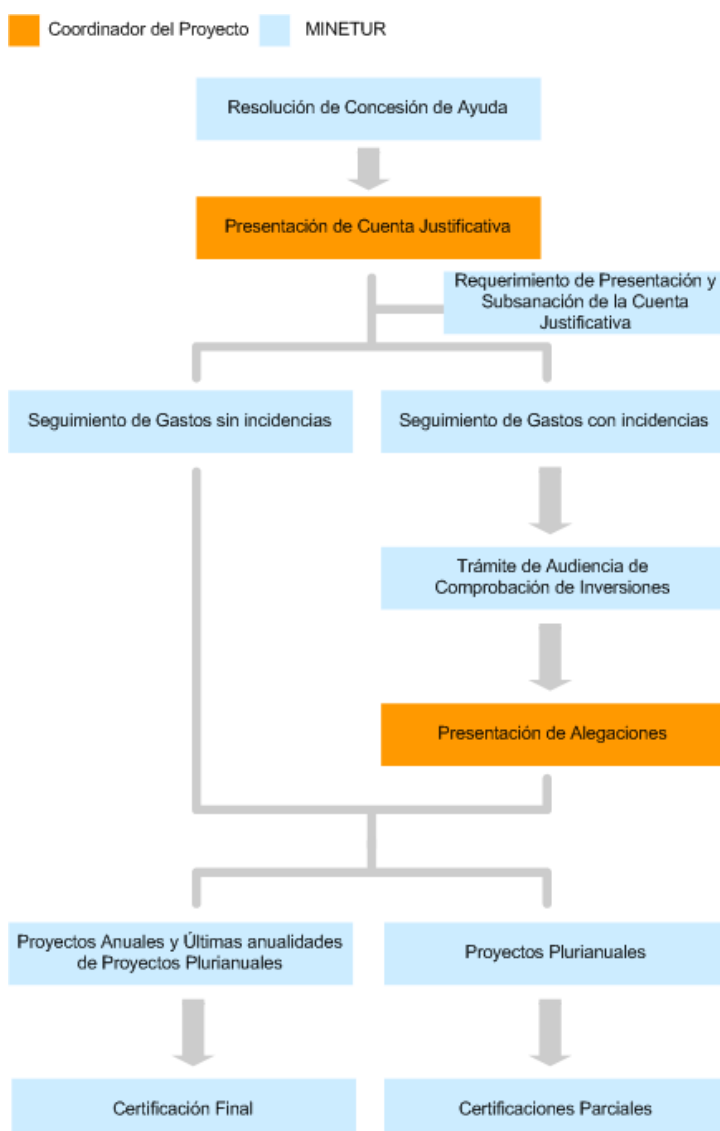 Coordinador del Proyecto
MINETUR
Resolución de Concesión de Ayuda
Presentación de Cuenta Justificativa
Requerimiento de Presentación y
Subsanación de la Cuenta
Justificativa
Seguimiento de Gastos sin incidencias
Seguimiento de Gastos con incidencias
Trámite de Audiencia de
Comprobación de Inversiones
Presentación de Alegaciones
Proyectos Anuales y Últimas anualidades
de Proyectos Plurianuales
Proyectos Plurianuales
Certificación Final
Certificaciones Parciales